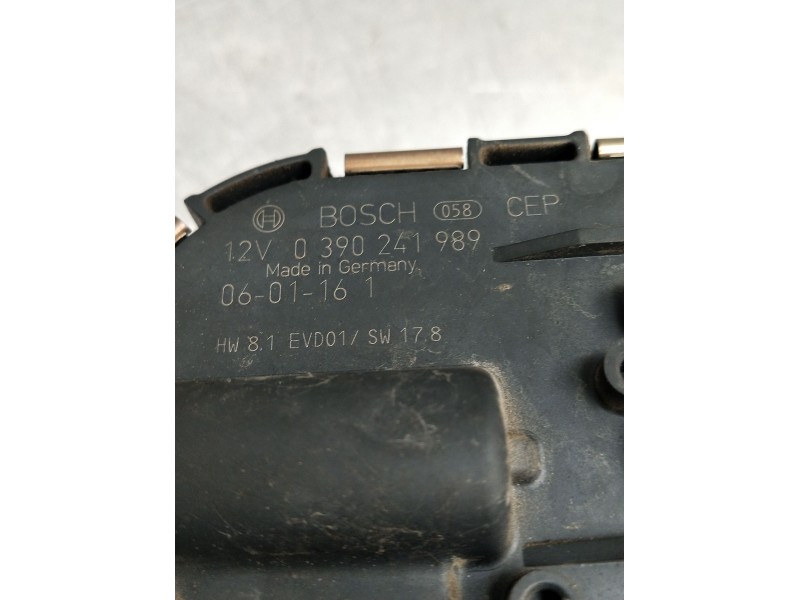 BOSCH 058 CEP
12V 0 390 241 989
Made in Germany
06-01-16 1
HW 8.1 EVD01/ SW 17.8